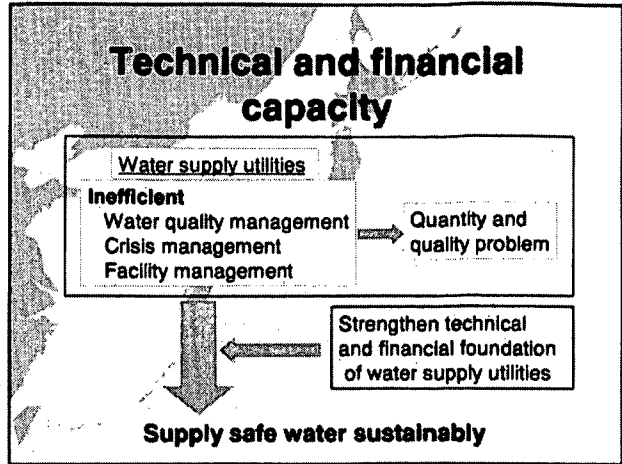 Technical and financial
capacity
Water supply utilities
Inefficient
Water quality management
Crisis management
Facility management
Quantity and
quality problem
Strengthen technical
and financial foundation
of water supply utilities
Supply safe water sustainably